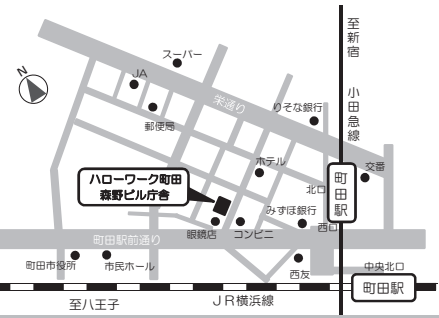 至新宿
小田急線
N
スーパー
JA
郵便局
栄通り
りそな銀行
ホテル
交番
町田駅
北口
ハローワーク町田
森野ビル庁舎
みずほ銀行
西口
眼鏡店
コンビニ
町田駅前通り
町田市役所
市民ホール
西友
中央北口
町田駅
至八王子
JR横浜線